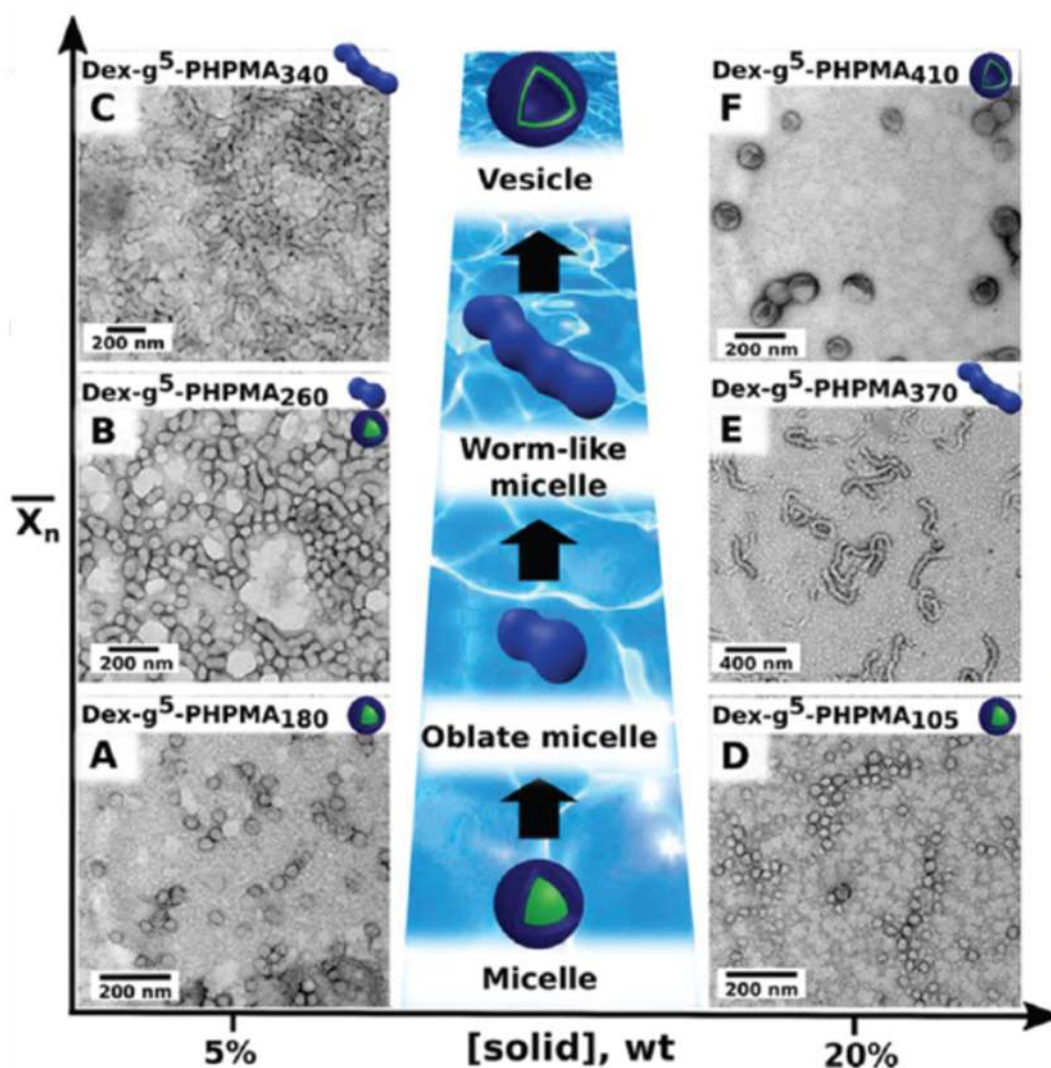 Dex-g⁵-PHPMA₃₄₀
C
200 nm
Dex-g⁵-PHPMA₂₆₀
B
200 nm
Dex-g⁵-PHPMA₁₈₀
A
200 nm
Vesicle
Worm-like
micelle
Oblate micelle
Micelle
Dex-g⁵-PHPMA₄₁₀
F
200 nm
Dex-g⁵-PHPMA₃₇₀
E
400 nm
Dex-g⁵-PHPMA₁₀₅
D
200 nm
X̅ₙ
5%
[solid], wt
20%